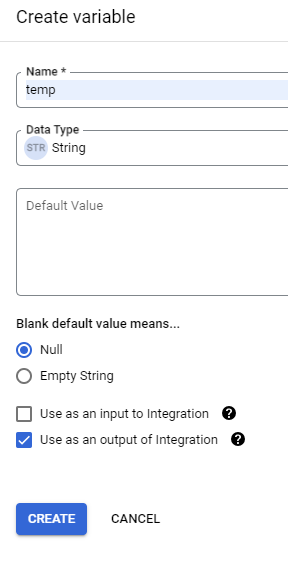 Create variable
Name *
temp
Data Type
STR String
Default Value
Blank default value means...
Null
Empty String
Use as an input to Integration ?
Use as an output of Integration ?
CREATE CANCEL